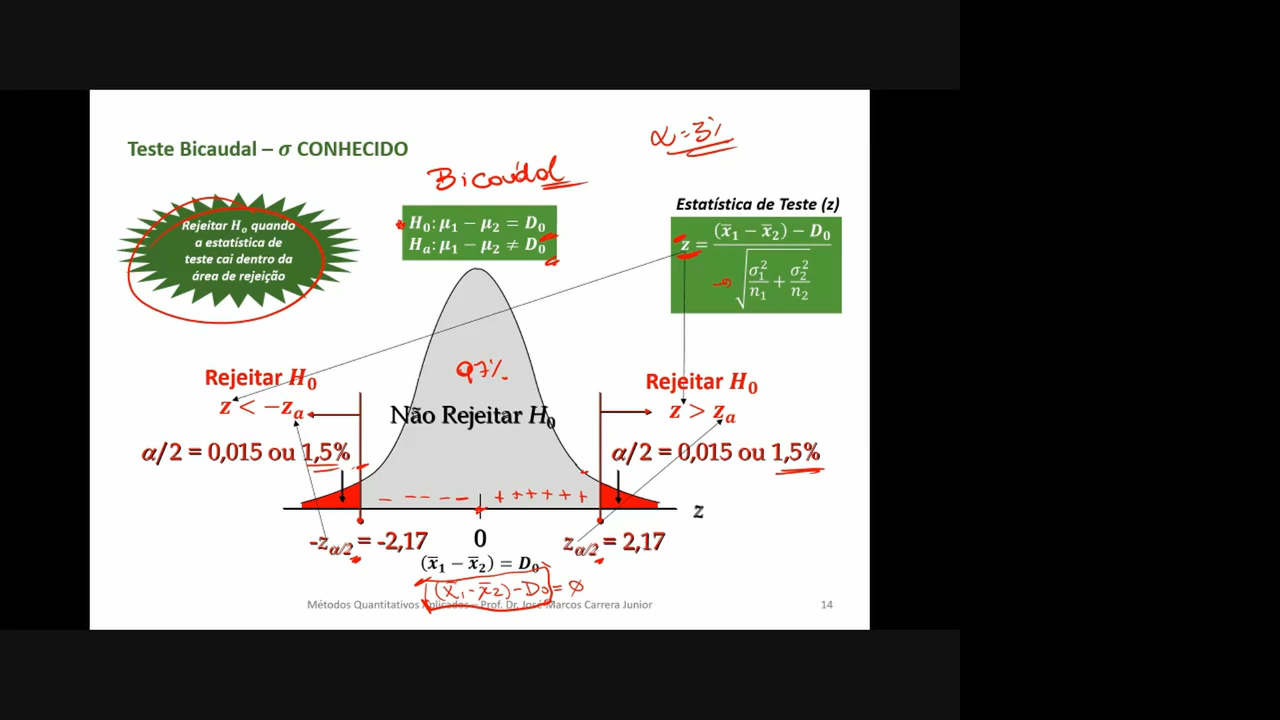 α=3%
Teste Bicaudal – σ CONHECIDO
Bicaudal
Estatística de Teste (z)
Rejeitar H₀ quando
a estatística de
teste cai dentro da
área de rejeição
H₀: μ₁ − μ₂ = D₀
Hₐ: μ₁ − μ₂ ≠ D₀
z = (x̅₁ − x̅₂) − D₀ / √(σ₁²/n₁ + σ₂²/n₂)
97%
Rejeitar H₀
z < −zₐ
Não Rejeitar H₀
Rejeitar H₀
z > zₐ
α/2 = 0,015 ou 1,5%
α/2 = 0,015 ou 1,5%
− − − − − + + + + + +
z
-z α/2 = -2,17
0
z α/2 = 2,17
(x̅₁ − x̅₂) = D₀
(x̅₁ - x̅₂) - D₀ = 0
Métodos Quantitativos Aplicados – Prof. Dr. José Marcos Carrera Junior
14